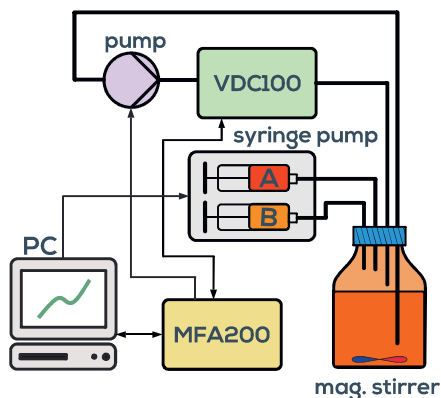 pump
VDC100
syringe pump
A
B
PC
MFA200
mag. stirrer